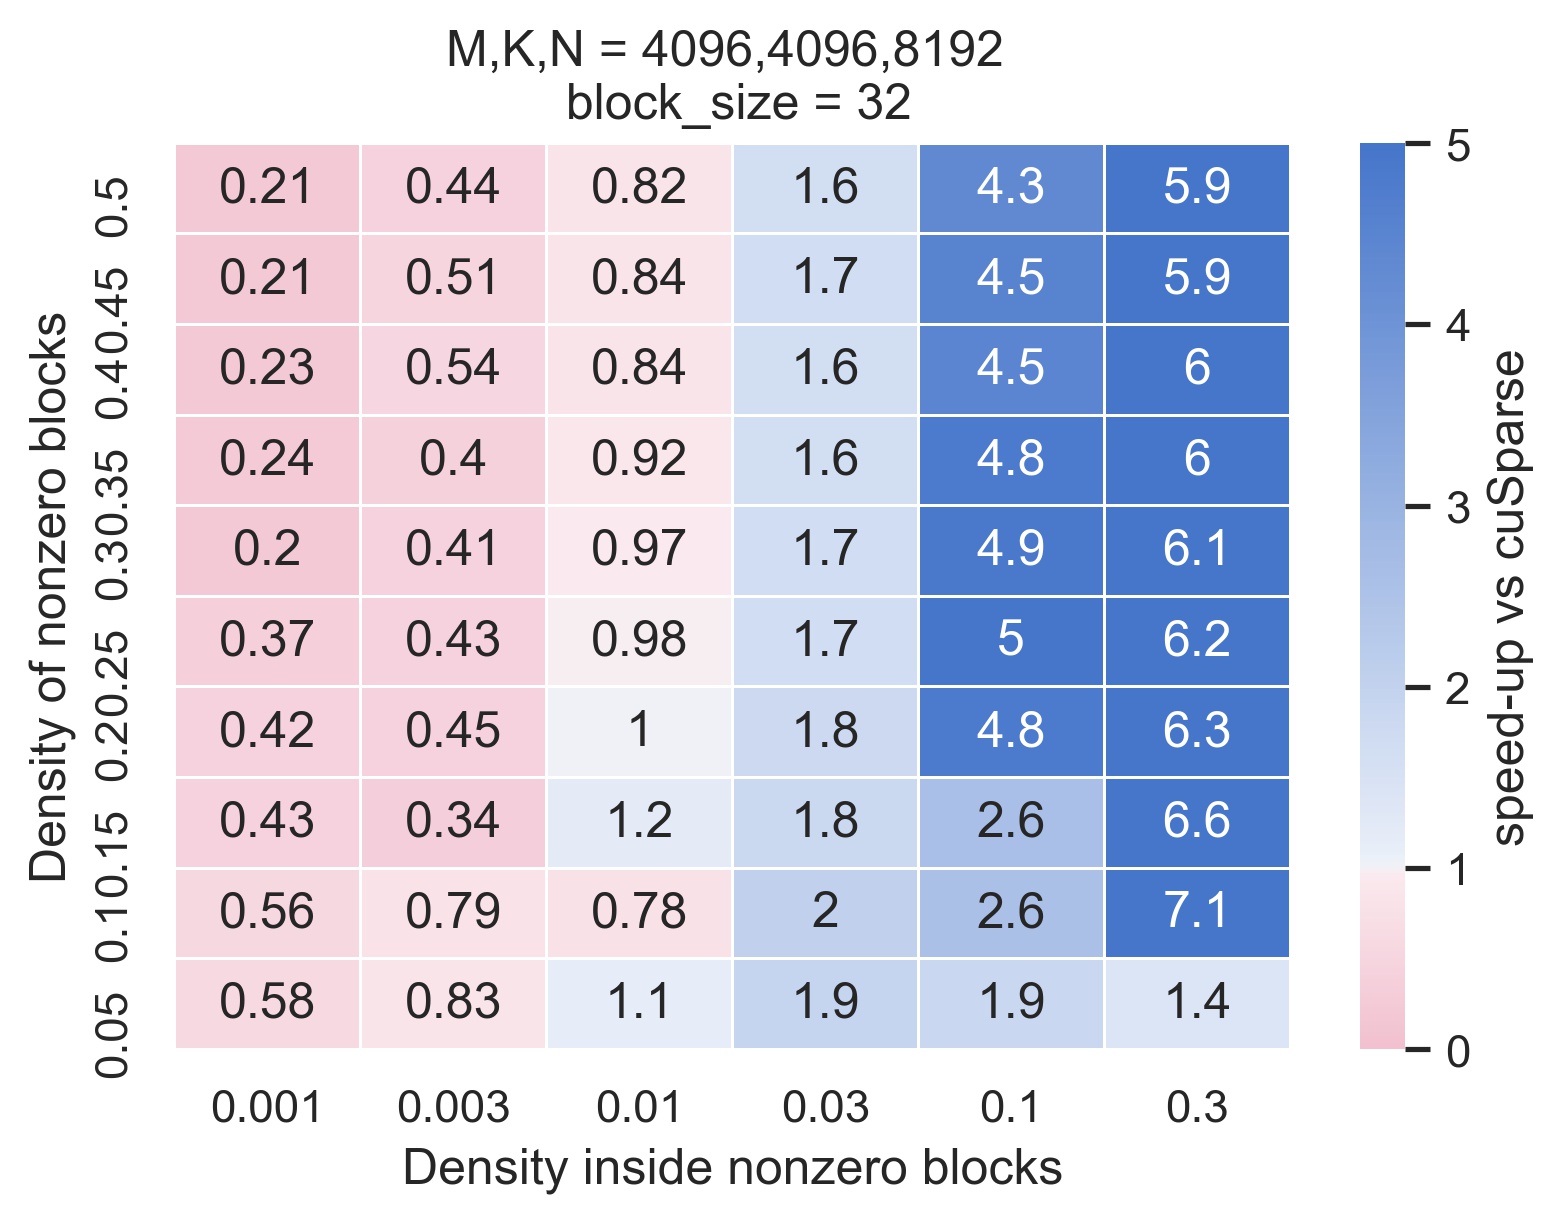 M,K,N = 4096,4096,8192
block_size = 32
Density of nonzero blocks
0.5 0.21 0.44 0.82 1.6 4.3 5.9
0.45 0.21 0.51 0.84 1.7 4.5 5.9
0.4 0.23 0.54 0.84 1.6 4.5 6
0.35 0.24 0.4 0.92 1.6 4.8 6
0.3 0.2 0.41 0.97 1.7 4.9 6.1
0.25 0.37 0.43 0.98 1.7 5 6.2
0.2 0.42 0.45 1 1.8 4.8 6.3
0.15 0.43 0.34 1.2 1.8 2.6 6.6
0.1 0.56 0.79 0.78 2 2.6 7.1
0.05 0.58 0.83 1.1 1.9 1.9 1.4
0.001 0.003 0.01 0.03 0.1 0.3
Density inside nonzero blocks
5
4
3
2
1
0
speed-up vs cuSparse